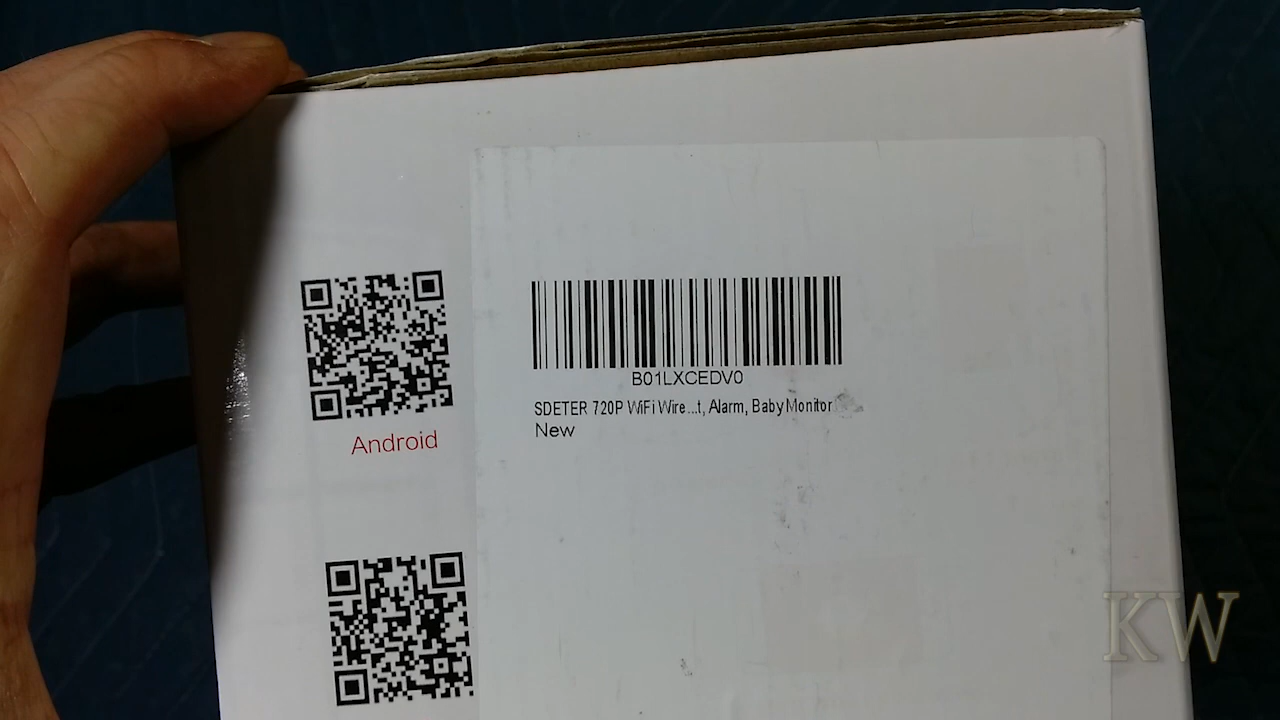 B01LXCEDV0
SDETER 720P WiFi Wire...t, Alarm, Baby Monitor
New
Android
KW